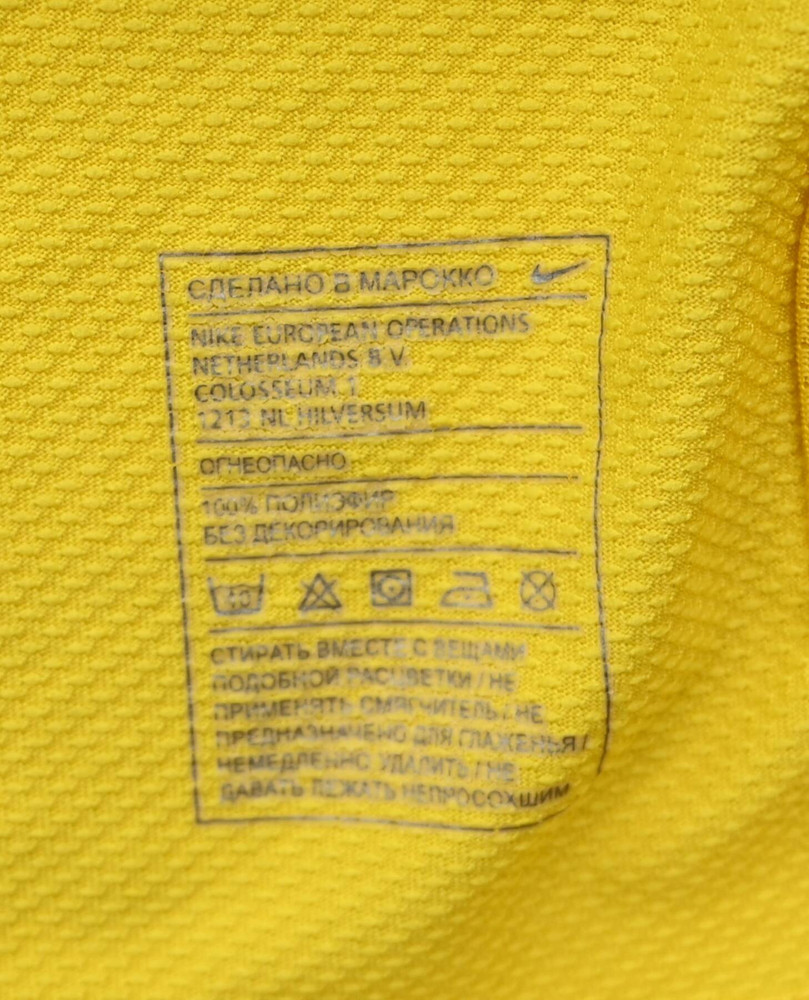 СДЕЛАНО В МАРОККО
NIKE EUROPEAN OPERATIONS
NETHERLANDS B.V.
COLOSSEUM 1
1213 NL HILVERSUM
ОГНЕОПАСНО
100% ПОЛИЭФИР
БЕЗ ДЕКОРИРОВАНИЯ
40
СТИРАТЬ ВМЕСТЕ С ВЕЩАМИ
ПОДОБНОЙ РАСЦВЕТКИ / НЕ
ПРИМЕНЯТЬ СМЯГЧИТЕЛЬ / НЕ
ПРЕДНАЗНАЧЕНО ДЛЯ ГЛАЖЕНЬЯ /
НЕМЕДЛЕННО УДАЛИТЬ / НЕ
ДАВАТЬ ЛЕЖАТЬ НЕПРОСОХШИМ